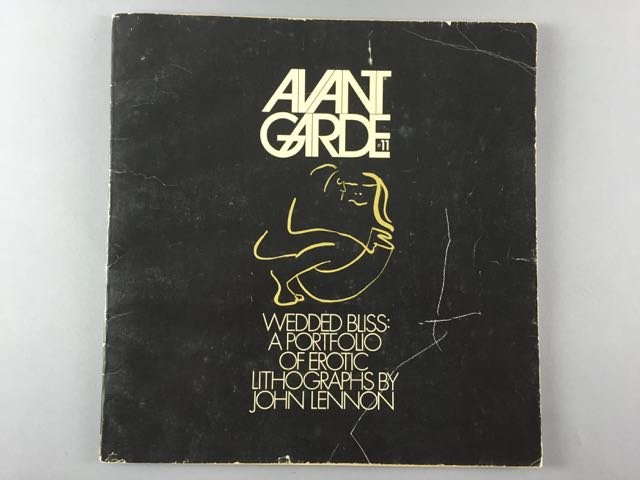 AVANT
GARDE #11
WEDDED BLISS:
A PORTFOLIO
OF EROTIC
LITHOGRAPHS BY
JOHN LENNON